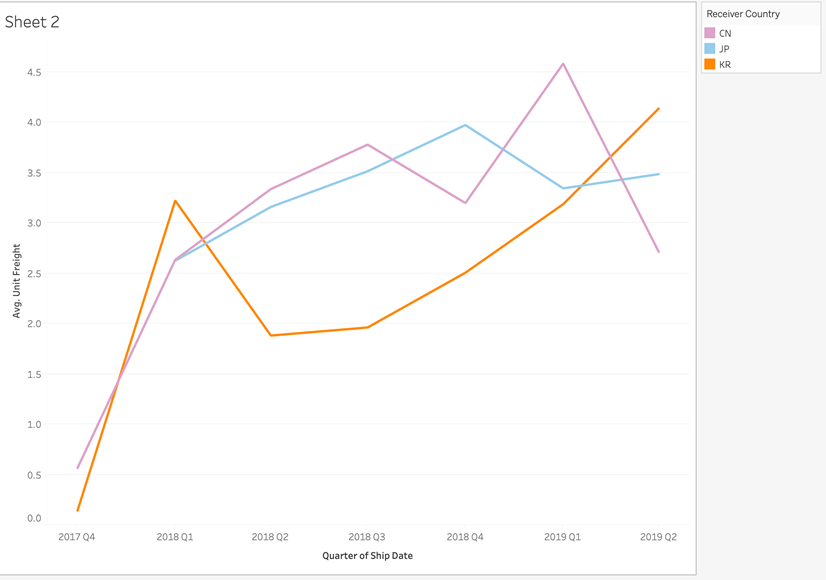 Sheet 2
Receiver Country
CN
JP
KR
4.5
4.0
3.5
3.0
2.5
2.0
1.5
1.0
0.5
0.0
Avg. Unit Freight
2017 Q4 2018 Q1 2018 Q2 2018 Q3 2018 Q4 2019 Q1 2019 Q2
Quarter of Ship Date